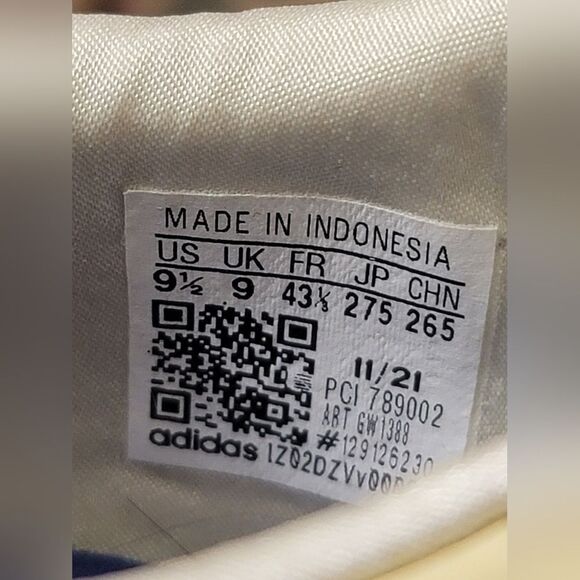 MADE IN INDONESIA
US UK FR JP CHN
9½ 9 43⅓ 275 265
11/21
PCI 789002
ART GW1388
#129126230
adidas